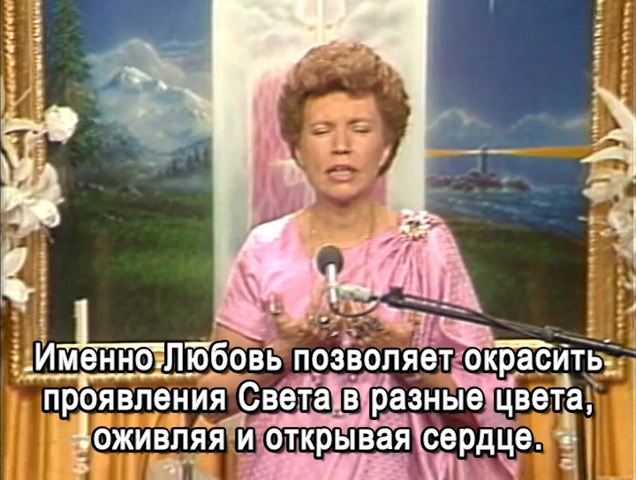 Именно Любовь позволяет окрасить
проявления Света в разные цвета,
оживляя и открывая сердце.